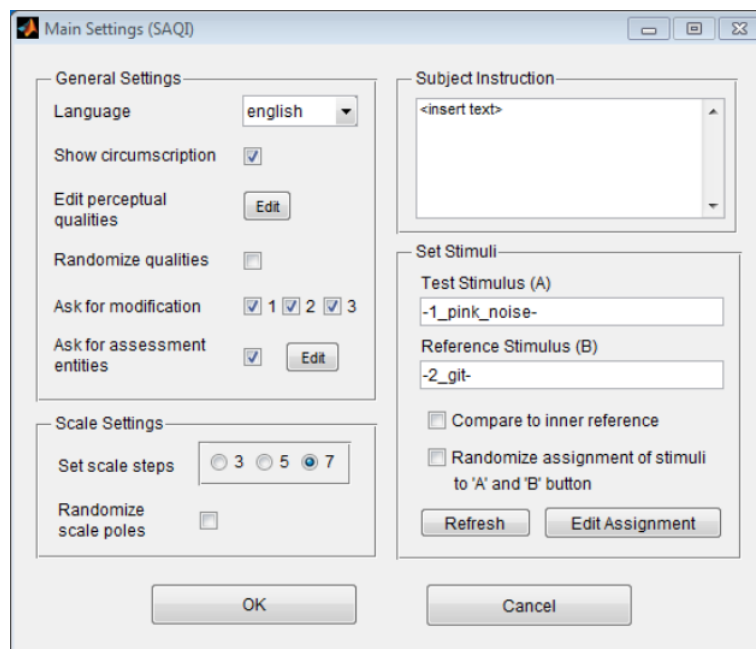 Main Settings (SAQI)
General Settings
Language
english
Show circumscription
Edit perceptual
qualities
Edit
Randomize qualities
Ask for modification
1 2 3
Ask for assessment
entities
Edit
Scale Settings
Set scale steps
3 5 7
Randomize
scale poles
Subject Instruction
<insert text>
Set Stimuli
Test Stimulus (A)
-1_pink_noise-
Reference Stimulus (B)
-2_git-
Compare to inner reference
Randomize assignment of stimuli
to 'A' and 'B' button
Refresh
Edit Assignment
OK
Cancel